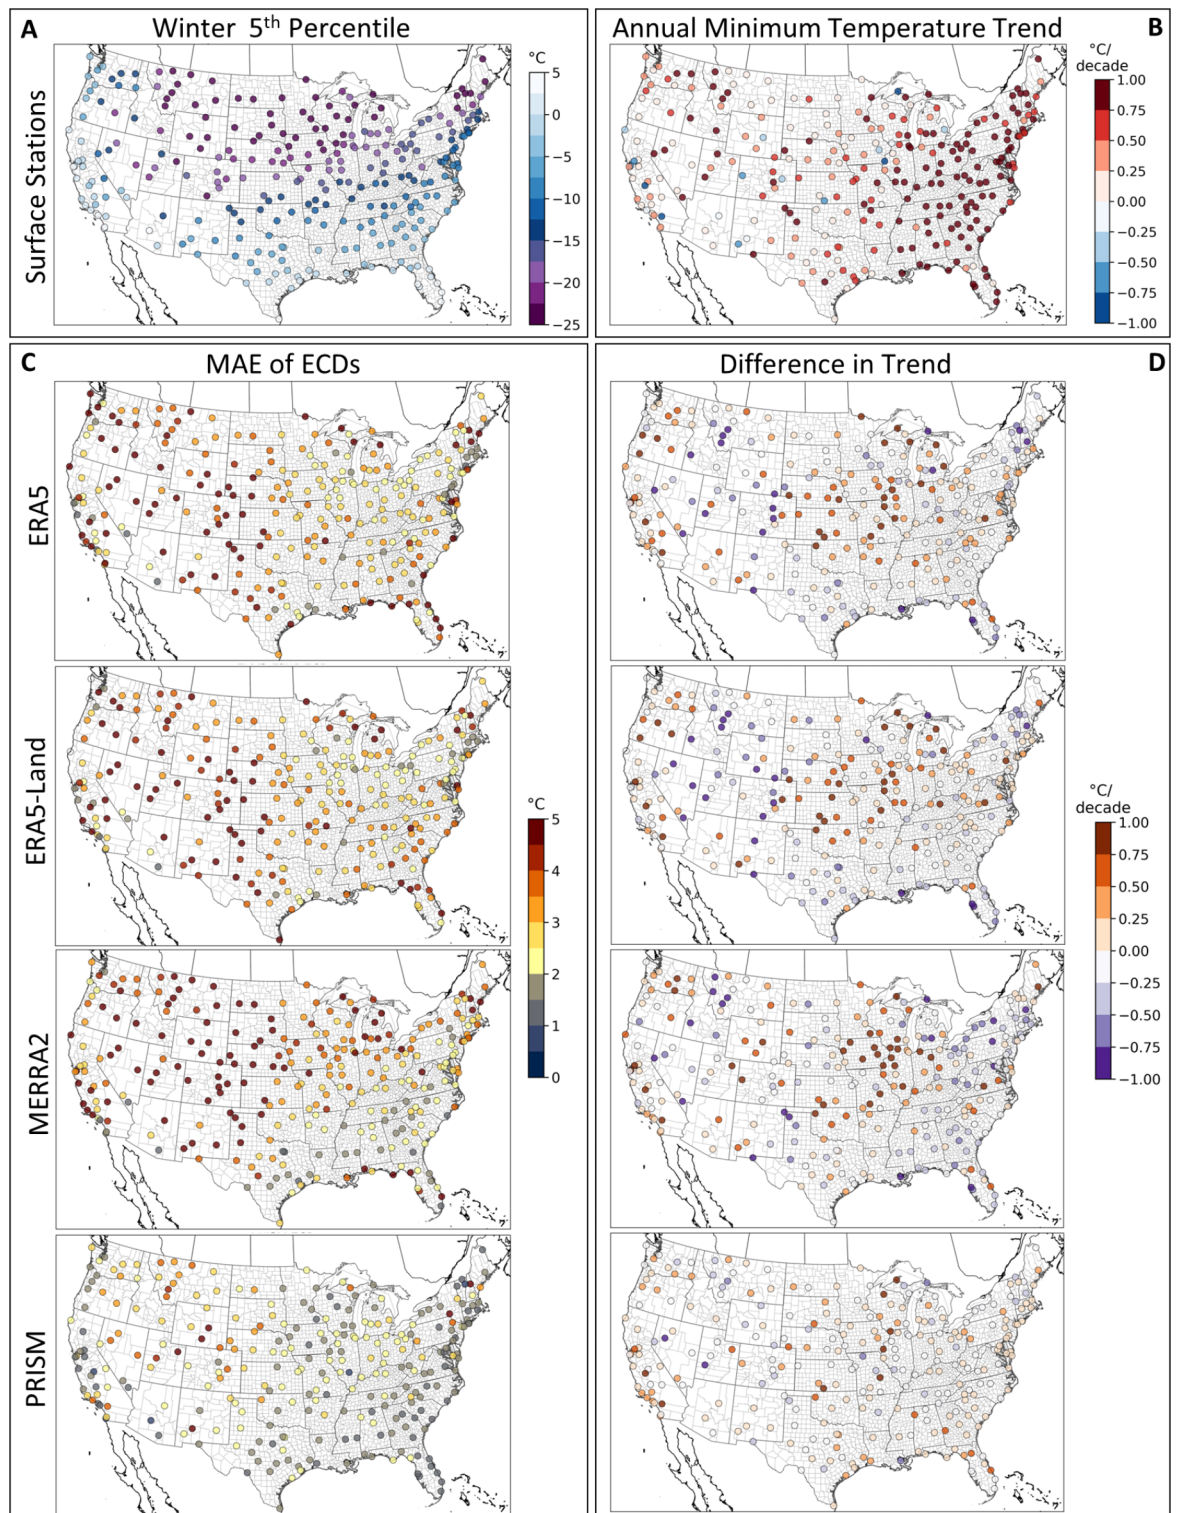 A
Winter 5th Percentile
Surface Stations
°C
5
0
−5
−10
−15
−20
−25
Annual Minimum Temperature Trend
B
°C/
decade
1.00
0.75
0.50
0.25
0.00
−0.25
−0.50
−0.75
−1.00
C
MAE of ECDs
ERA5
ERA5-Land
MERRA2
PRISM
°C
5
4
3
2
1
0
Difference in Trend
D
°C/
decade
1.00
0.75
0.50
0.25
0.00
−0.25
−0.50
−0.75
−1.00